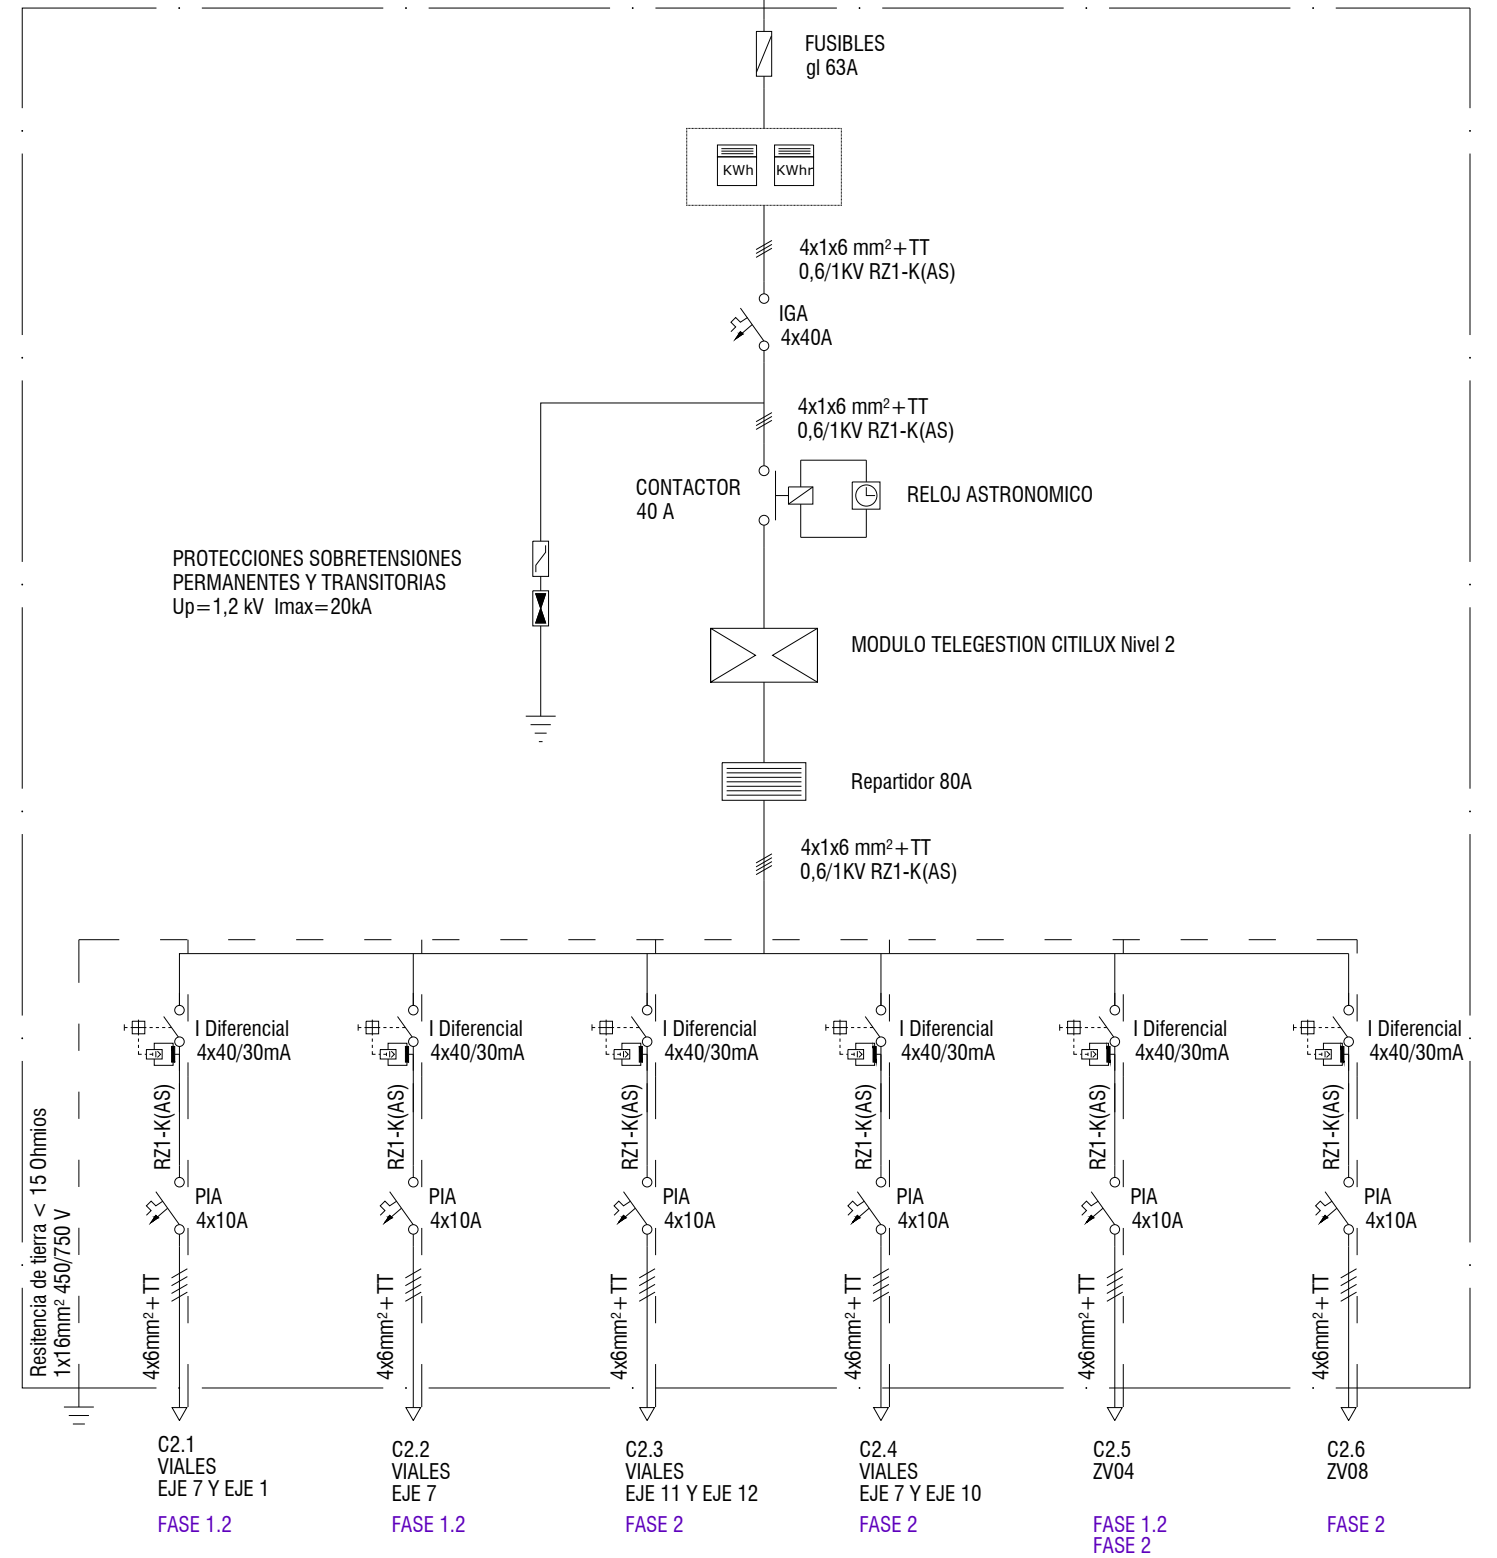 FUSIBLES
gl 63A
KWh
KWhr
4x1x6 mm²+TT
0,6/1KV RZ1-K(AS)
IGA
4x40A
4x1x6 mm²+TT
0,6/1KV RZ1-K(AS)
CONTACTOR
40 A
RELOJ ASTRONOMICO
PROTECCIONES SOBRETENSIONES
PERMANENTES Y TRANSITORIAS
Up=1,2 kV Imax=20kA
MODULO TELEGESTION CITILUX Nivel 2
Repartidor 80A
4x1x6 mm²+TT
0,6/1KV RZ1-K(AS)
Resitencia de tierra < 15 Ohmios
1x16mm² 450/750 V
I Diferencial
4x40/30mA
RZ1-K(AS)
PIA
4x10A
4x6mm²+TT
C2.1
VIALES
EJE 7 Y EJE 1
FASE 1.2
I Diferencial
4x40/30mA
RZ1-K(AS)
PIA
4x10A
4x6mm²+TT
C2.2
VIALES
EJE 7
FASE 1.2
I Diferencial
4x40/30mA
RZ1-K(AS)
PIA
4x10A
4x6mm²+TT
C2.3
VIALES
EJE 11 Y EJE 12
FASE 2
I Diferencial
4x40/30mA
RZ1-K(AS)
PIA
4x10A
4x6mm²+TT
C2.4
VIALES
EJE 7 Y EJE 10
FASE 2
I Diferencial
4x40/30mA
RZ1-K(AS)
PIA
4x10A
4x6mm²+TT
C2.5
ZV04
FASE 1.2
FASE 2
I Diferencial
4x40/30mA
RZ1-K(AS)
PIA
4x10A
4x6mm²+TT
C2.6
ZV08
FASE 2